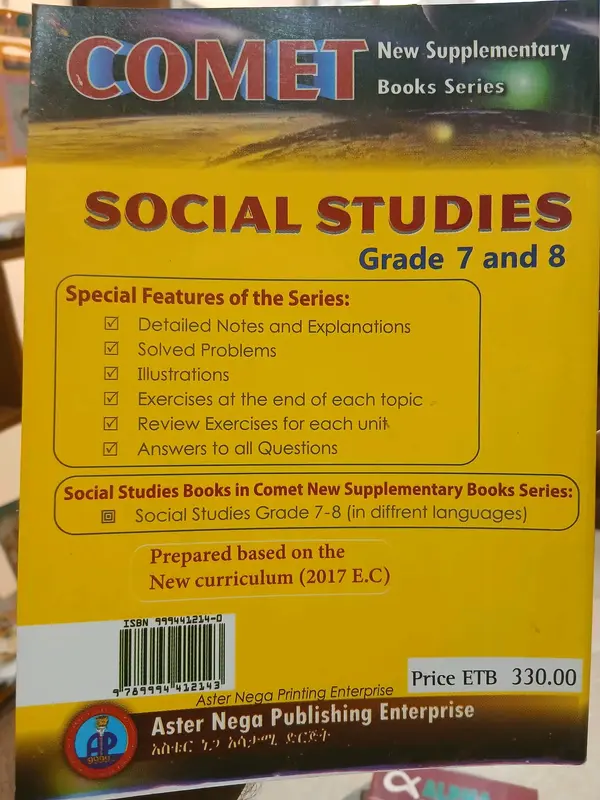 COMET New Supplementary
Books Series
SOCIAL STUDIES
Grade 7 and 8
Special Features of the Series:
Detailed Notes and Explanations
Solved Problems
Illustrations
Exercises at the end of each topic
Review Exercises for each unit
Answers to all Questions
Social Studies Books in Comet New Supplementary Books Series:
Social Studies Grade 7-8 (in diffrent languages)
Prepared based on the
New curriculum (2017 E.C)
ISBN 999441214-0
9 789994 412143
Price ETB 330.00
Aster Nega Printing Enterprise
Aster Nega Publishing Enterprise
አስቴር ነጋ አሳታሚ ድርጅት
AP